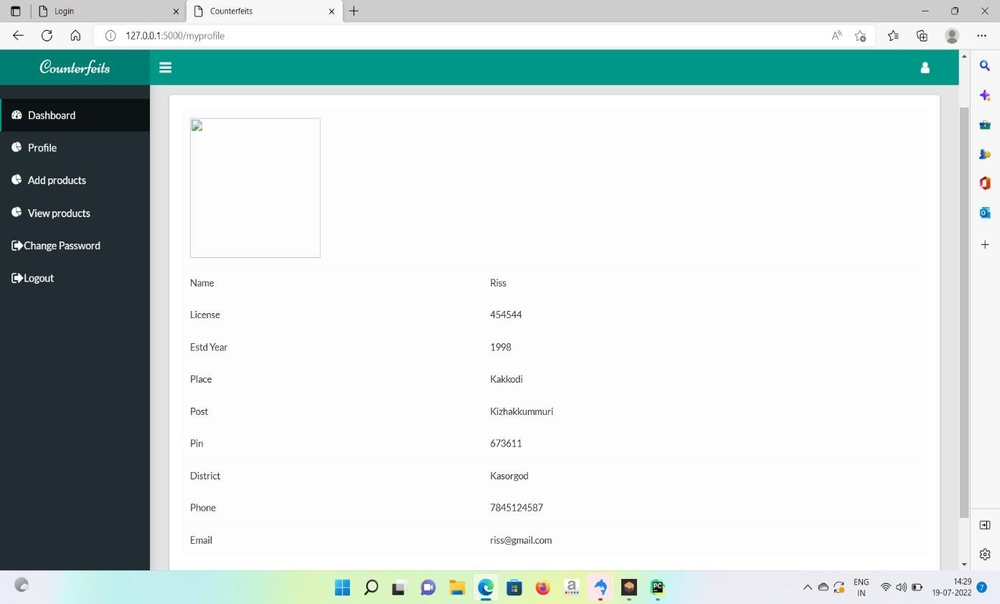 Login
Counterfeits
127.0.0.1:5000/myprofile
Counterfeits
Dashboard
Profile
Add products
View products
Change Password
Logout
Name Riss
License 454544
Estd Year 1998
Place Kakkodi
Post Kizhakkummuri
Pin 673611
District Kasorgod
Phone 7845124587
Email riss@gmail.com
ENG
IN
14:29
19-07-2022
7